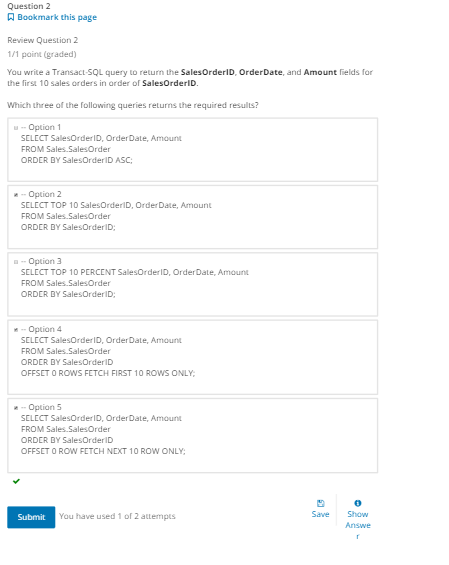 Question 2
Bookmark this page
Review Question 2
1/1 point (graded)
You write a Transact-SQL query to return the SalesOrderID, OrderDate, and Amount fields for
the first 10 sales orders in order of SalesOrderID.
Which three of the following queries returns the required results?
-- Option 1
SELECT SalesOrderID, OrderDate, Amount
FROM Sales.SalesOrder
ORDER BY SalesOrderID ASC;
-- Option 2
SELECT TOP 10 SalesOrderID, OrderDate, Amount
FROM Sales.SalesOrder
ORDER BY SalesOrderID;
-- Option 3
SELECT TOP 10 PERCENT SalesOrderID, OrderDate, Amount
FROM Sales.SalesOrder
ORDER BY SalesOrderID;
-- Option 4
SELECT SalesOrderID, OrderDate, Amount
FROM Sales.SalesOrder
ORDER BY SalesOrderID
OFFSET 0 ROWS FETCH FIRST 10 ROWS ONLY;
-- Option 5
SELECT SalesOrderID, OrderDate, Amount
FROM Sales.SalesOrder
ORDER BY SalesOrderID
OFFSET 0 ROW FETCH NEXT 10 ROW ONLY;
Submit
You have used 1 of 2 attempts
Save
Show
Answe
r